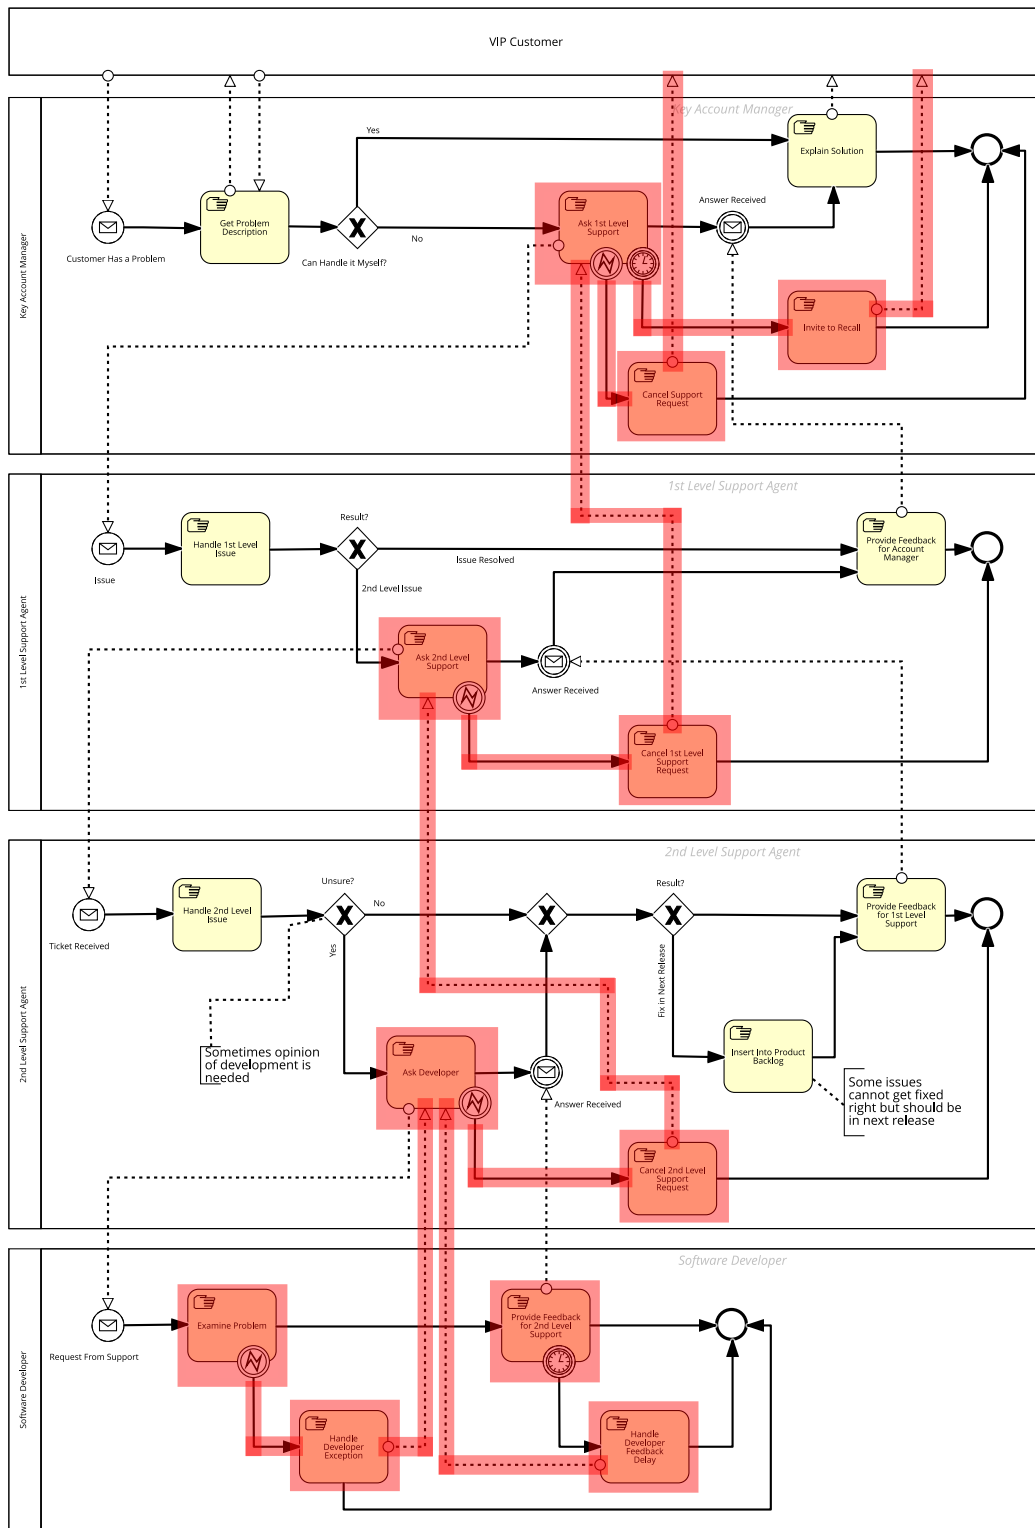 VIP Customer
Key Account Manager
Key Account Manager
Yes
Explain Solution
Get Problem
Description
Ask 1st Level
Support
Answer Received
No
Customer Has a Problem
Can Handle it Myself?
Invite to Recall
Cancel Support
Request
1st Level Support Agent
1st Level Support Agent
Result?
Handle 1st Level
Issue
Provide Feedback
for Account
Manager
Issue
Issue Resolved
2nd Level Issue
Ask 2nd Level
Support
Answer Received
Cancel 1st Level
Support
Request
2nd Level Support Agent
2nd Level Support Agent
Unsure?
Result?
Handle 2nd Level
Issue
No
Provide Feedback
for 1st Level
Support
Ticket Received
Yes
Fix in Next Release
Sometimes opinion
of development is
needed
Ask Developer
Answer Received
Insert Into Product
Backlog
Some issues
cannot get fixed
right but should be
in next release
Cancel 2nd Level
Support
Request
Software Developer
Software Developer
Examine Problem
Provide Feedback
for 2nd Level
Support
Request From Support
Handle
Developer
Exception
Handle
Developer
Feedback
Delay